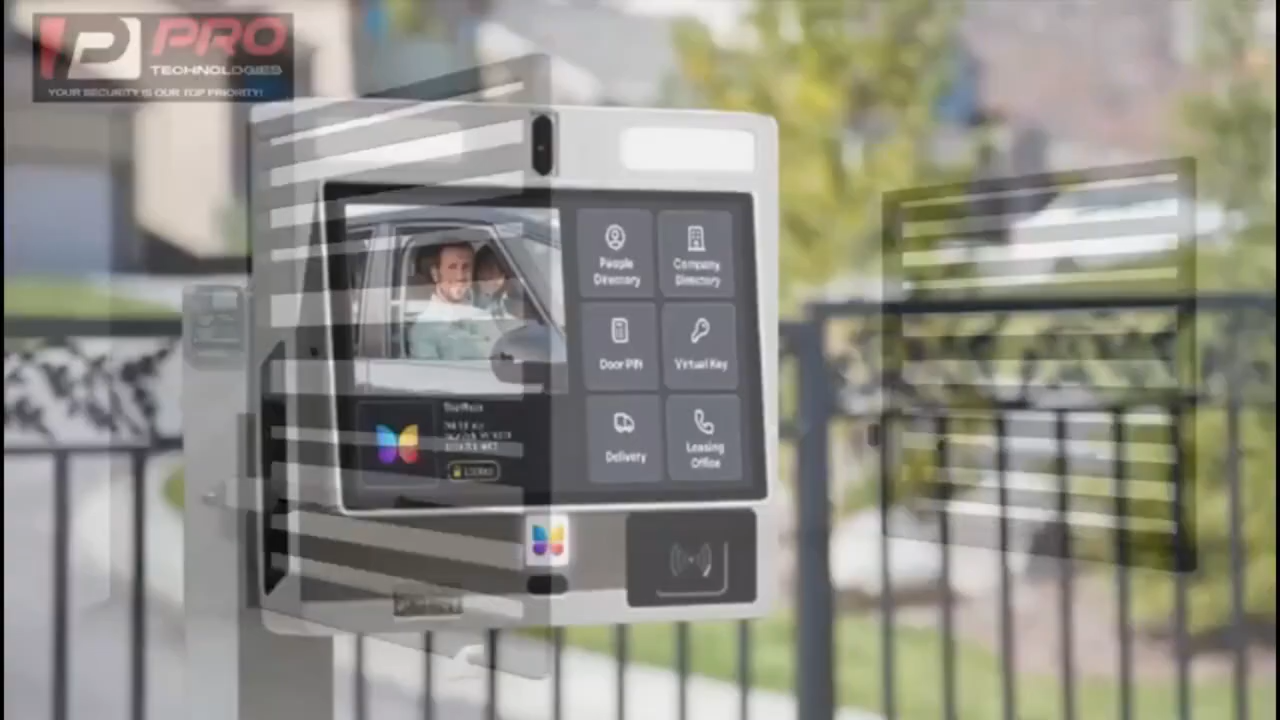 PRO
TECHNOLOGIES
YOUR SECURITY IS OUR TOP PRIORITY!
People
Directory
Company
Directory
Door PIN
Virtual Key
Delivery
Leasing
Office